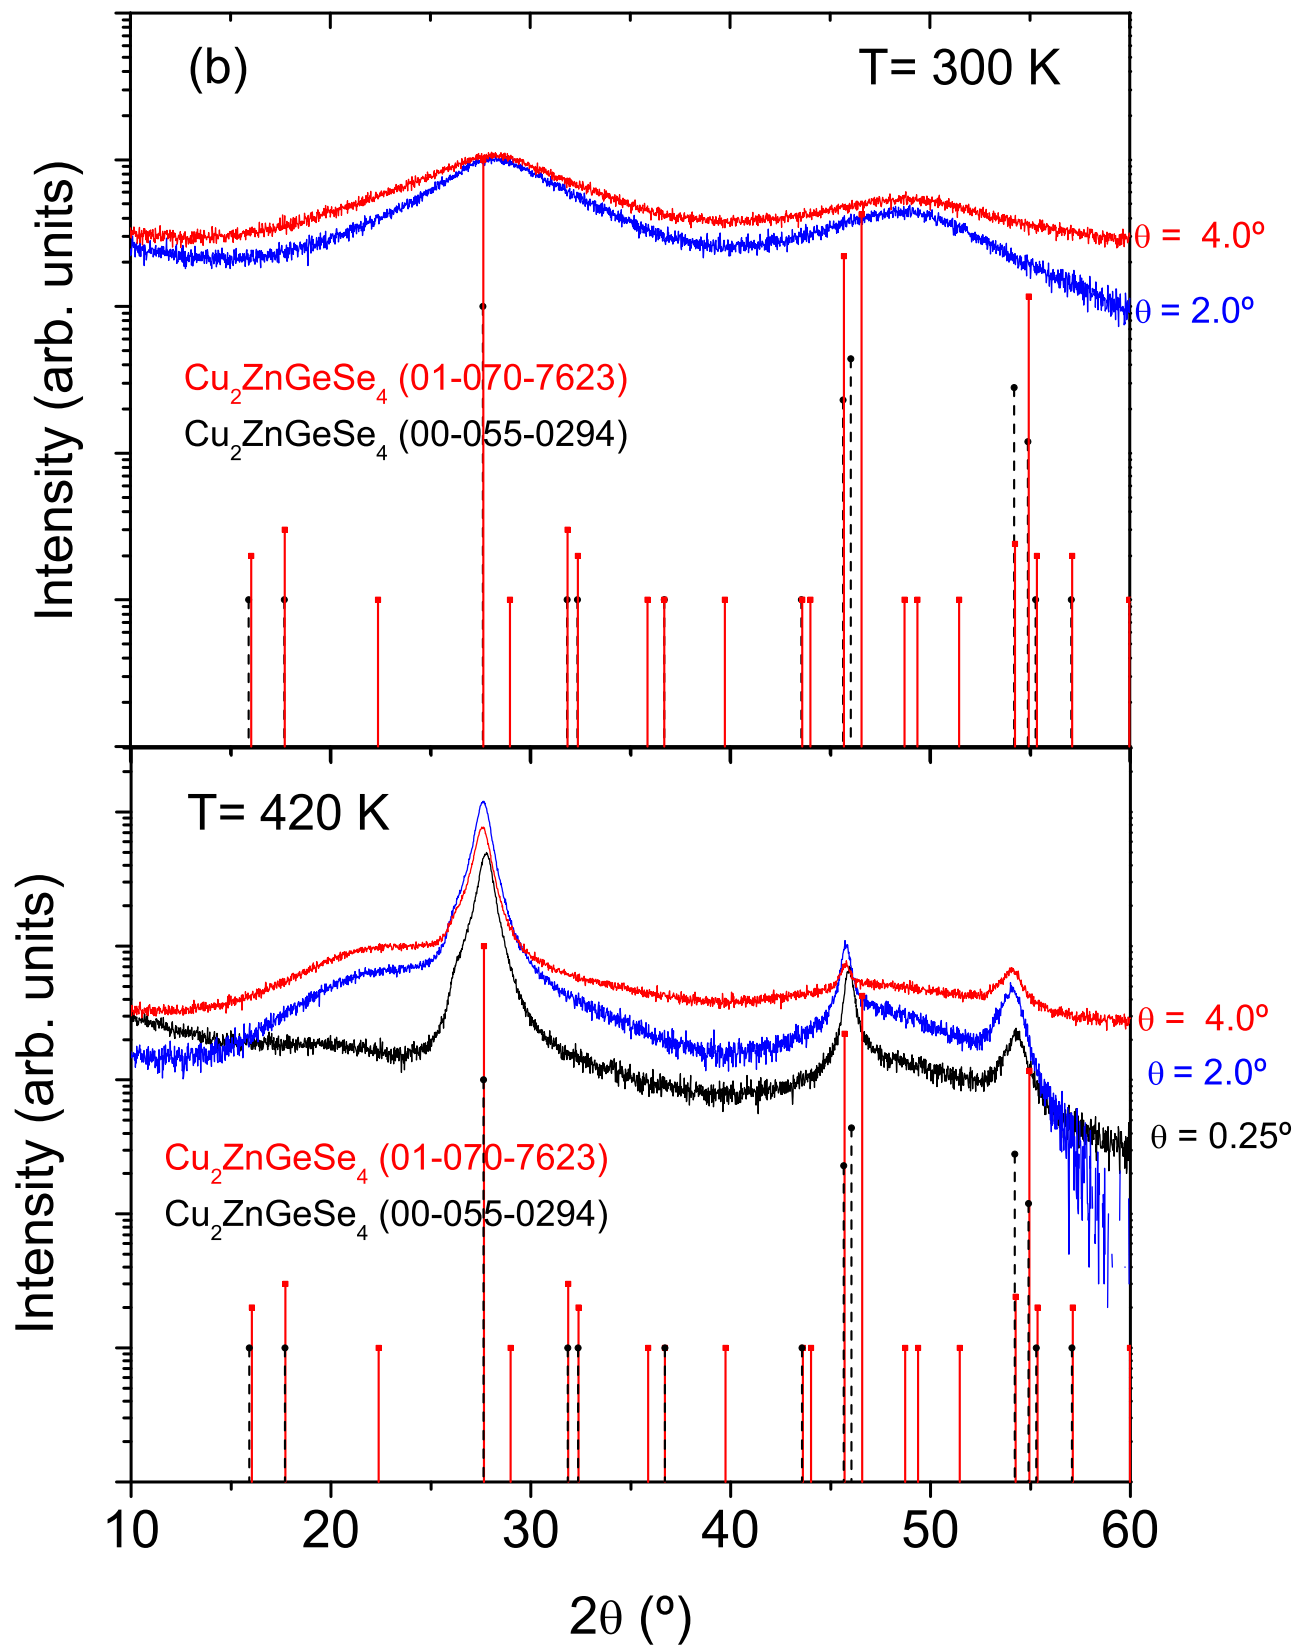 (b)
T= 300 K
Intensity (arb. units)
θ = 4.0º
θ = 2.0º
Cu₂ZnGeSe₄ (01-070-7623)
Cu₂ZnGeSe₄ (00-055-0294)
T= 420 K
Intensity (arb. units)
θ = 4.0º
θ = 2.0º
θ = 0.25º
Cu₂ZnGeSe₄ (01-070-7623)
Cu₂ZnGeSe₄ (00-055-0294)
10 20 30 40 50 60
2θ (º)